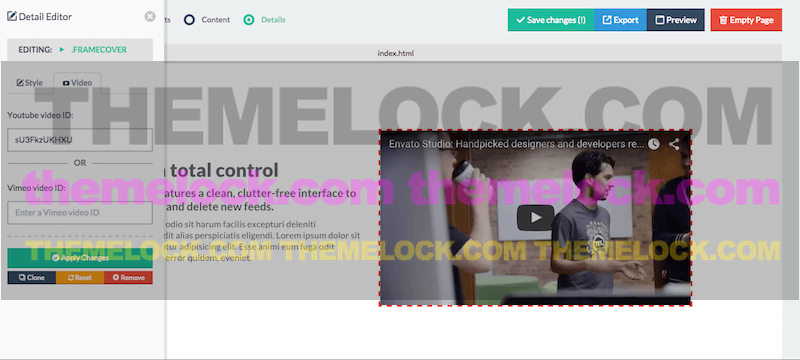 Detail Editor
ts Content Details
Save changes (!) Export Preview Empty Page
EDITING: .FRAMECOVER
index.html
Style Video
THEMELOCK.COM
Youtube video ID:
sU3FkzUKHXU
OR
Vimeo video ID:
Enter a Vimeo video ID
Apply Changes
Clone Reset Remove
total control
atures a clean, clutter-free interface to
and delete new feeds.
odio sit harum facilis excepturi deleniti
dit alias perspiciatis eligendi. Lorem ipsum dolor sit
tur adipisicing elit. Esse animi eum fuga odit
error quidem, eveniet.
Envato Studio: Handpicked designers and developers re...
themelock.com themelock.com themelock.com
THEMELOCK.COM THEMELOCK.COM THEMELOCK.COM